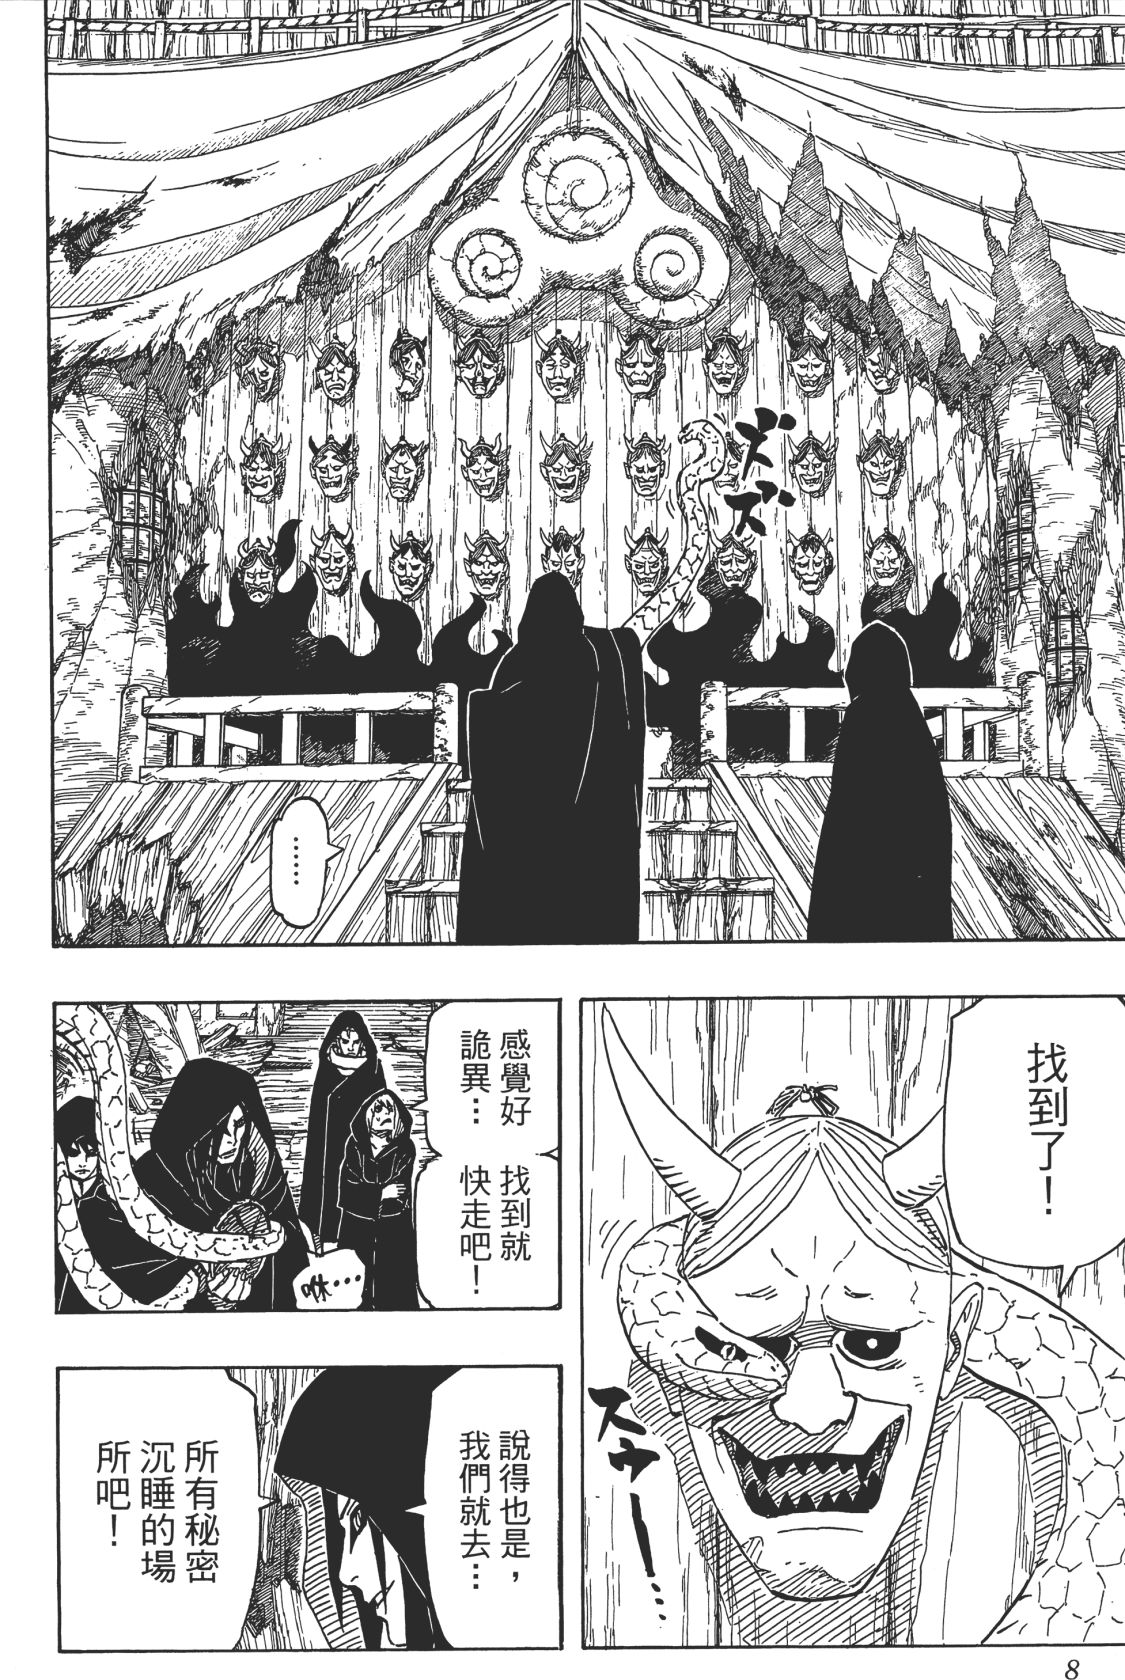 ズズ
……
找到了！
スウー…
感覺好
詭異…
找到就
快走吧！
咻…
說得也是，
我們就去…
所有秘密
沉睡的場
所吧！
8